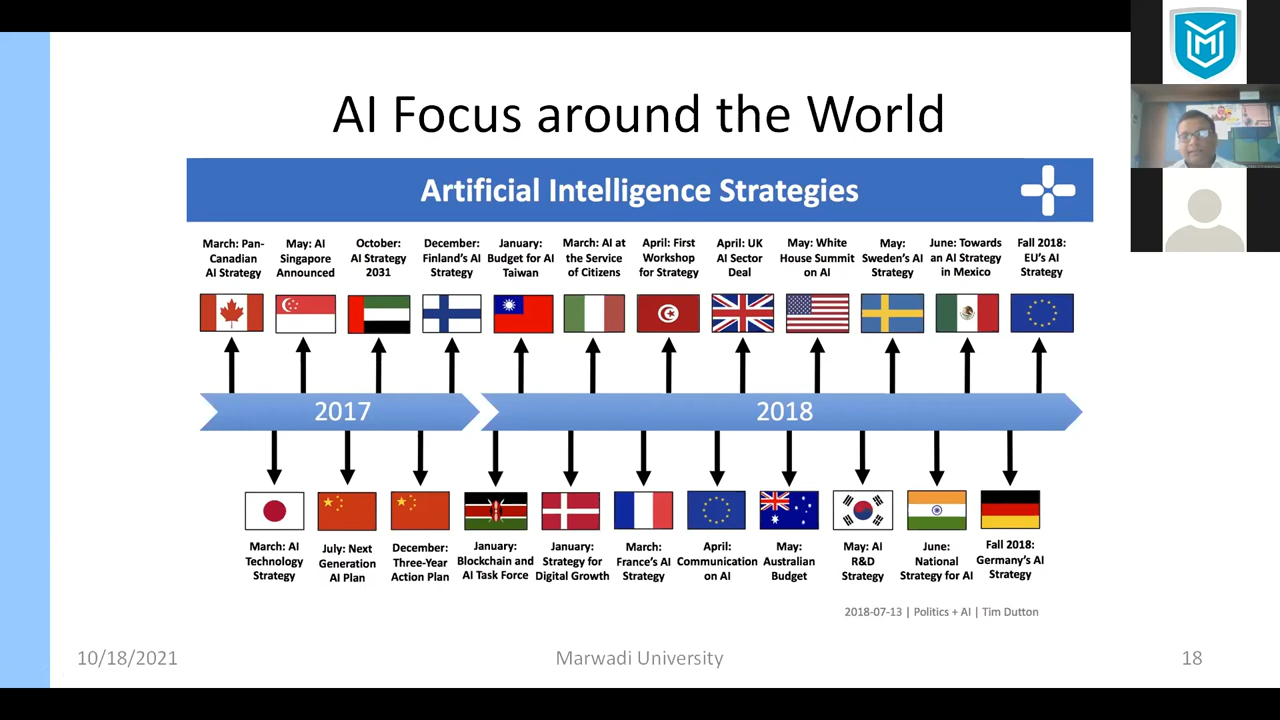 AI Focus around the World
Artificial Intelligence Strategies
March: Pan-
Canadian
AI Strategy
May: AI
Singapore
Announced
October:
AI Strategy
2031
December:
Finland's AI
Strategy
January:
Budget for AI
Taiwan
March: AI at
the Service
of Citizens
April: First
Workshop
for Strategy
April: UK
AI Sector
Deal
May: White
House Summit
on AI
May:
Sweden's AI
Strategy
June: Towards
an AI Strategy
in Mexico
Fall 2018:
EU's AI
Strategy
2017
2018
March: AI
Technology
Strategy
July: Next
Generation
AI Plan
December:
Three-Year
Action Plan
January:
Blockchain and
AI Task Force
January:
Strategy for
Digital Growth
March:
France's AI
Strategy
April:
Communication
on AI
May:
Australian
Budget
May: AI
R&D
Strategy
June:
National
Strategy for AI
Fall 2018:
Germany's AI
Strategy
2018-07-13 | Politics + AI | Tim Dutton
10/18/2021
Marwadi University
18